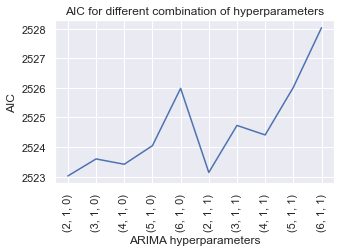 AIC for different combination of hyperparameters
AIC
2528
2527
2526
2525
2524
2523
(2, 1, 0)
(3, 1, 0)
(4, 1, 0)
(5, 1, 0)
(6, 1, 0)
(2, 1, 1)
(3, 1, 1)
(4, 1, 1)
(5, 1, 1)
(6, 1, 1)
ARIMA hyperparameters